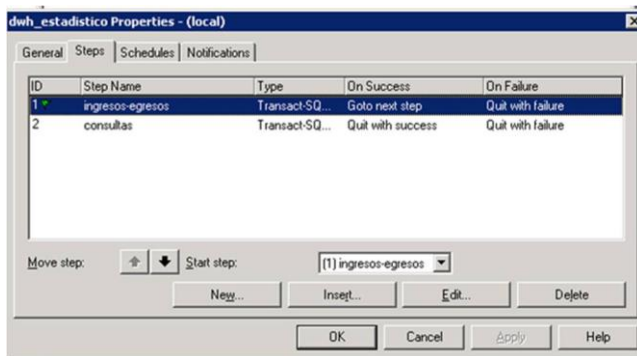 dwh_estadistico Properties - (local)
General Steps Schedules Notifications
ID Step Name Type On Success On Failure
1 ingresos-egresos Transact-SQ... Goto next step Quit with failure
2 consultas Transact-SQ... Quit with success Quit with failure
Move step: Start step: (1) ingresos-egresos
New... Insert... Edit... Delete
OK Cancel Apply Help